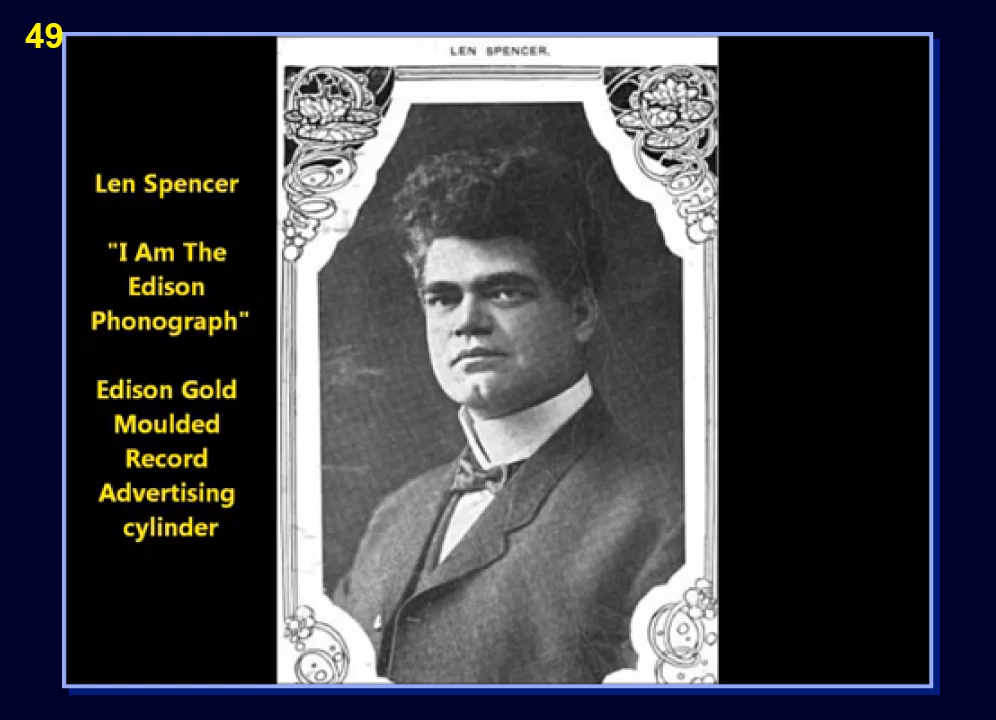 49
LEN SPENCER.
Len Spencer
"I Am The
Edison
Phonograph"
Edison Gold
Moulded
Record
Advertising
cylinder